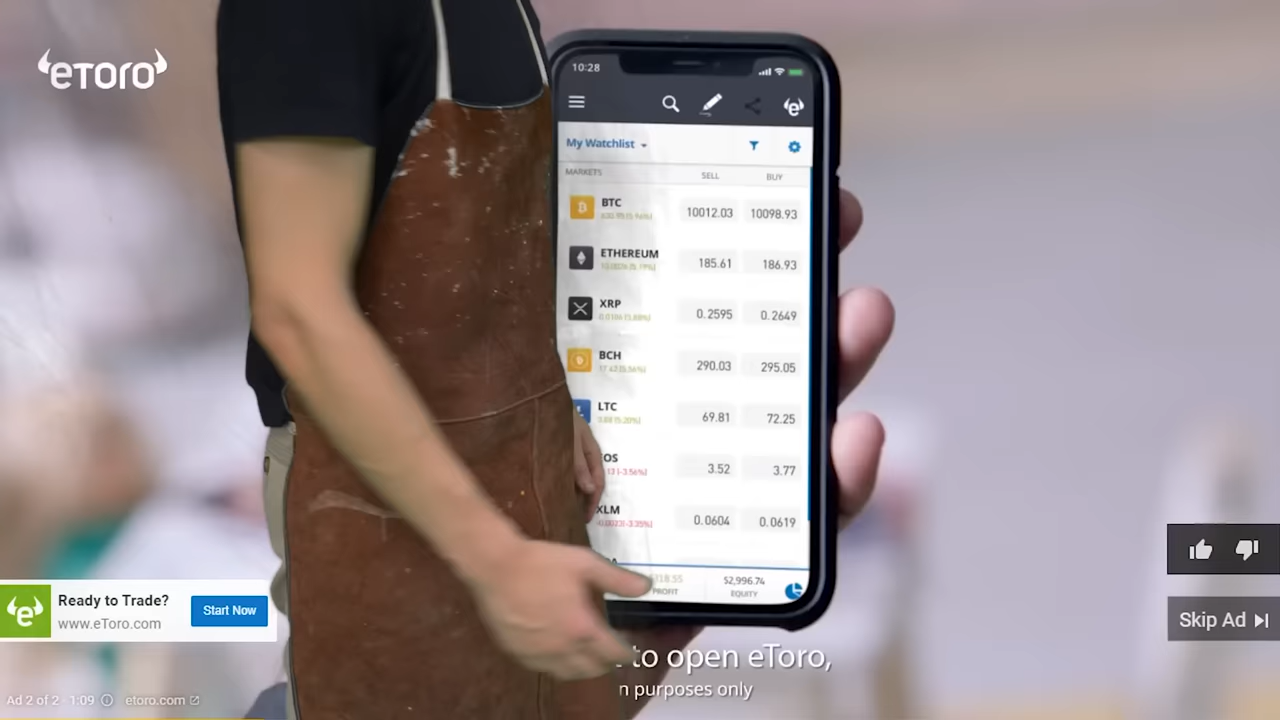 eToro
10:28
My Watchlist
MARKETS SELL BUY
BTC 10012.03 10098.93
ETHEREUM 185.61 186.93
XRP 0.2595 0.2649
BCH 290.03 295.05
LTC 69.81 72.25
OS 3.52 3.77
XLM 0.0604 0.0619
52,996.74
PROFIT EQUITY
to open eToro,
n purposes only
Ready to Trade?
www.eToro.com
Start Now
Skip Ad
Ad 2 of 2 · 1:09 etoro.com